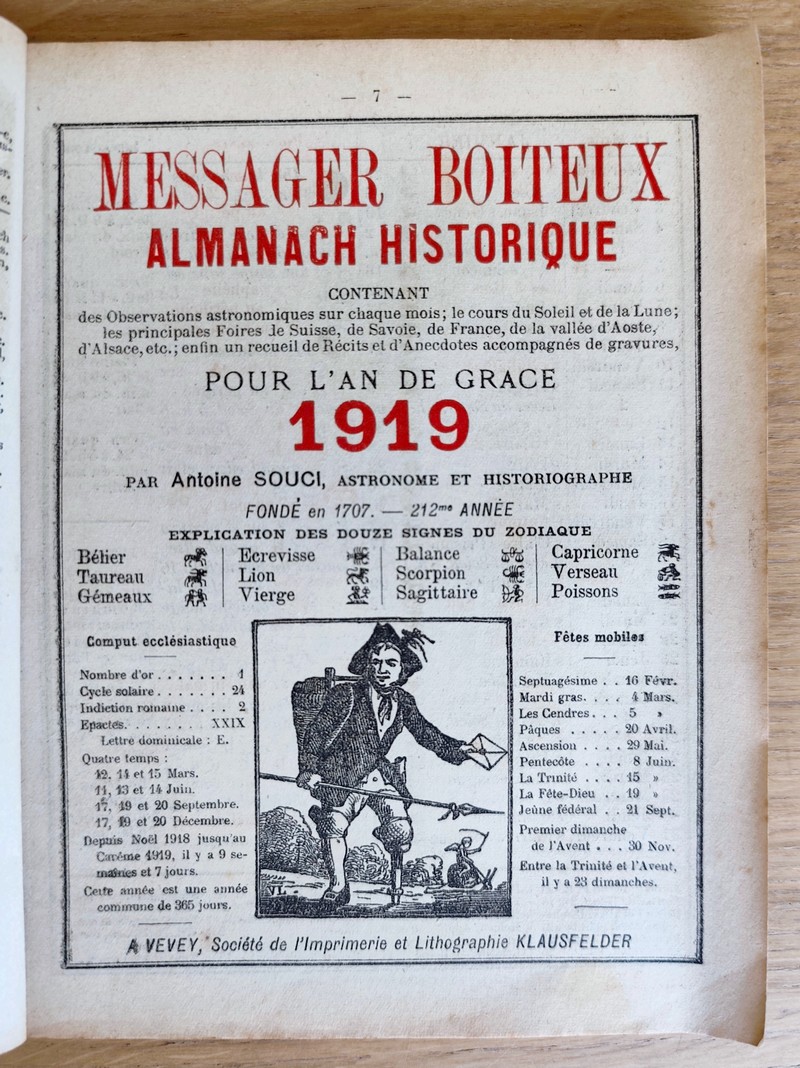 — 7 —
MESSAGER BOITEUX
ALMANACH HISTORIQUE
CONTENANT
des Observations astronomiques sur chaque mois; le cours du Soleil et de la Lune;
les principales Foires de Suisse, de Savoie, de France, de la vallée d'Aoste,
d'Alsace, etc.; enfin un recueil de Récits et d'Anecdotes accompagnés de gravures,
POUR L'AN DE GRACE
1919
PAR Antoine SOUCI, ASTRONOME ET HISTORIOGRAPHE
FONDÉ en 1707. — 212me ANNÉE
EXPLICATION DES DOUZE SIGNES DU ZODIAQUE
Bélier
Taureau
Gémeaux
Ecrevisse
Lion
Vierge
Balance
Scorpion
Sagittaire
Capricorne
Verseau
Poissons
Comput ecclésiastique
Nombre d'or . . . . . . . 1
Cycle solaire . . . . . . . 24
Indiction romaine . . . . 2
Epactes. . . . . . . XXIX
Lettre dominicale : E.
Quatre temps :
12, 14 et 15 Mars.
11, 13 et 14 Juin.
17, 19 et 20 Septembre.
17, 19 et 20 Décembre.
Depuis Noël 1918 jusqu'au
Carême 1919, il y a 9 se-
maines et 7 jours.
Cette année est une année
commune de 365 jours.
VL.
Fêtes mobiles
Septuagésime . . 16 Févr.
Mardi gras. . . . 4 Mars.
Les Cendres. . . 5 »
Pâques . . . . . 20 Avril.
Ascension . . . . 29 Mai.
Pentecôte . . . . 8 Juin.
La Trinité . . . . 15 »
La Fête-Dieu . . 19 »
Jeûne fédéral . . 21 Sept.
Premier dimanche
de l'Avent . . . 30 Nov.
Entre la Trinité et l'Avent,
il y a 23 dimanches.
A VEVEY, Société de l'Imprimerie et Lithographie KLAUSFELDER